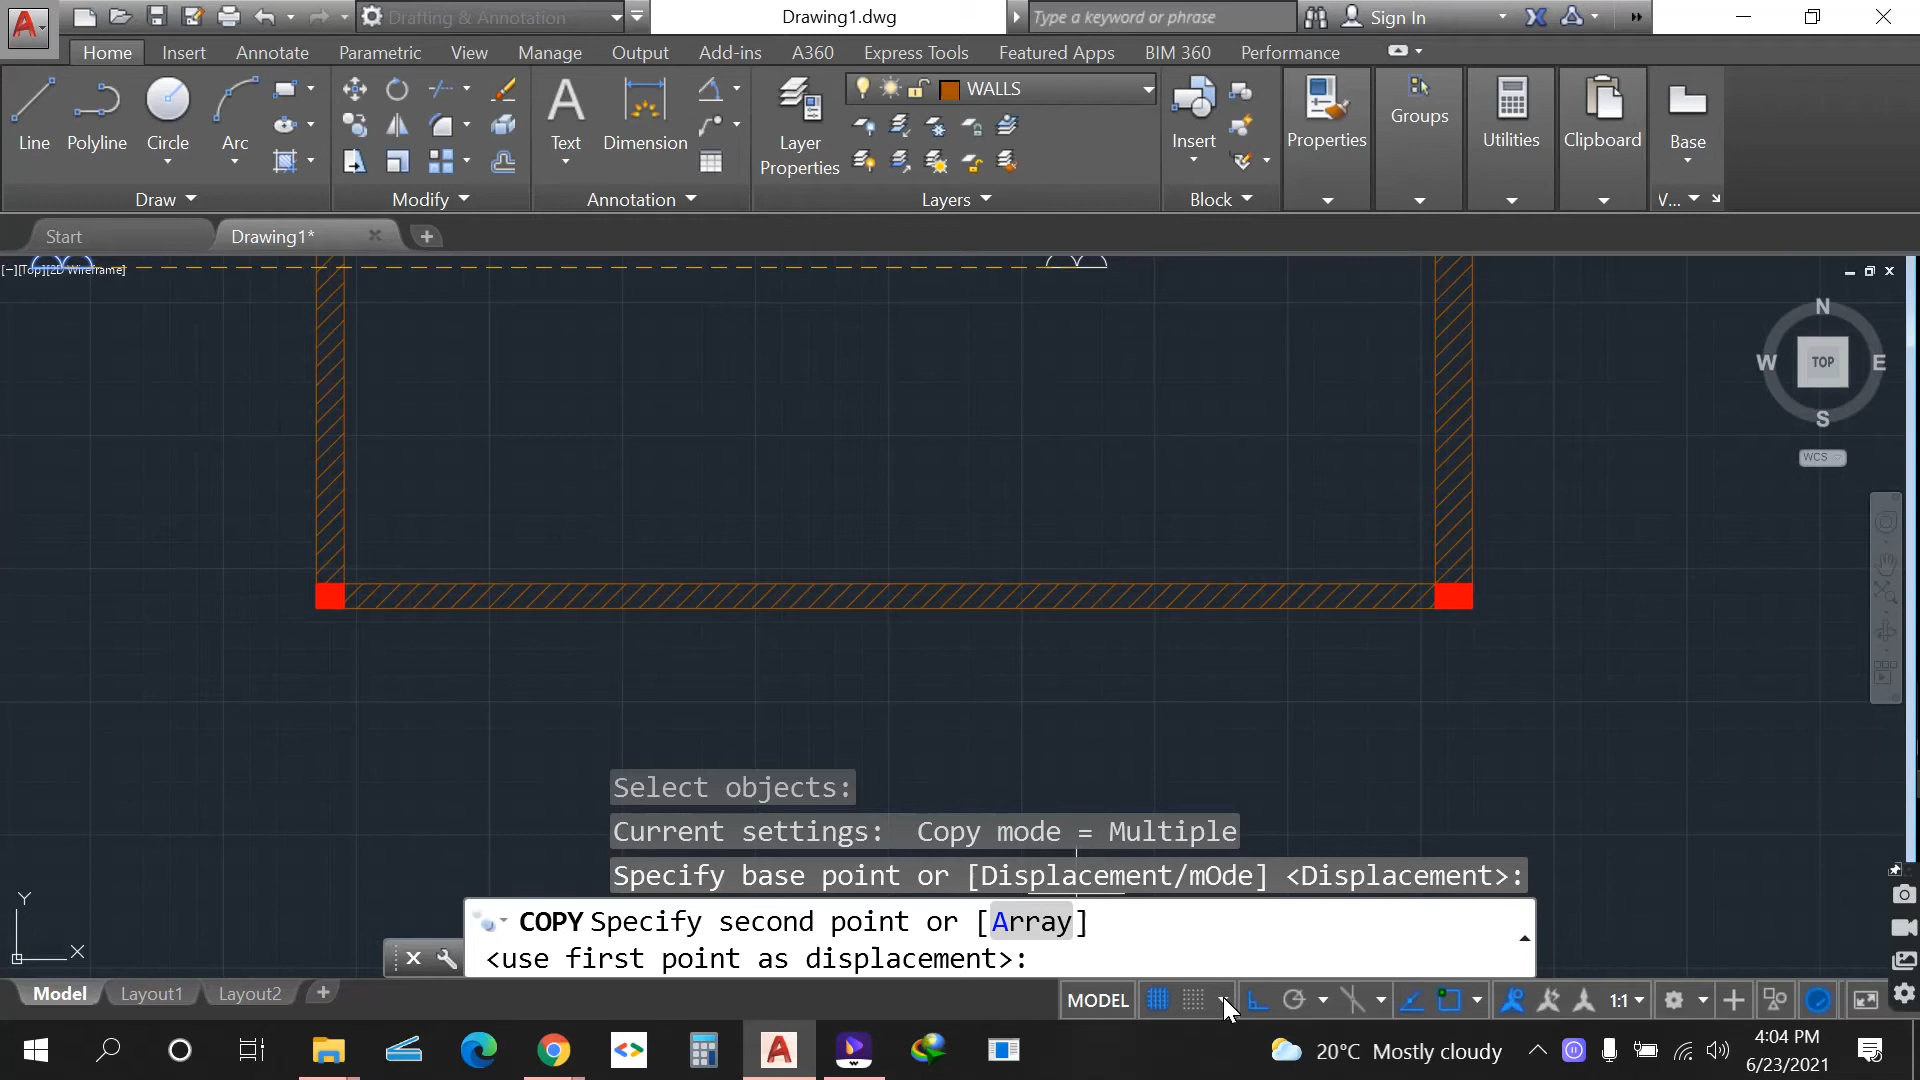 Drafting & Annotation
Drawing1.dwg
Type a keyword or phrase
Sign In
Home
Insert
Annotate
Parametric
View
Manage
Output
Add-ins
A360
Express Tools
Featured Apps
BIM 360
Performance
WALLS
Line
Polyline
Circle
Arc
Text
Dimension
Layer
Properties
Insert
Properties
Groups
Utilities
Clipboard
Base
Draw
Modify
Annotation
Layers
Block
V...
Start
Drawing1*
[−][Top][2D Wireframe]
N
W
TOP
E
S
WCS
Select objects:
Current settings:  Copy mode = Multiple
Specify base point or [Displacement/mOde] <Displacement>:
COPY Specify second point or [Array]
<use first point as displacement>:
Y
X
Model
Layout1
Layout2
MODEL
1:1
20°C Mostly cloudy
4:04 PM
6/23/2021